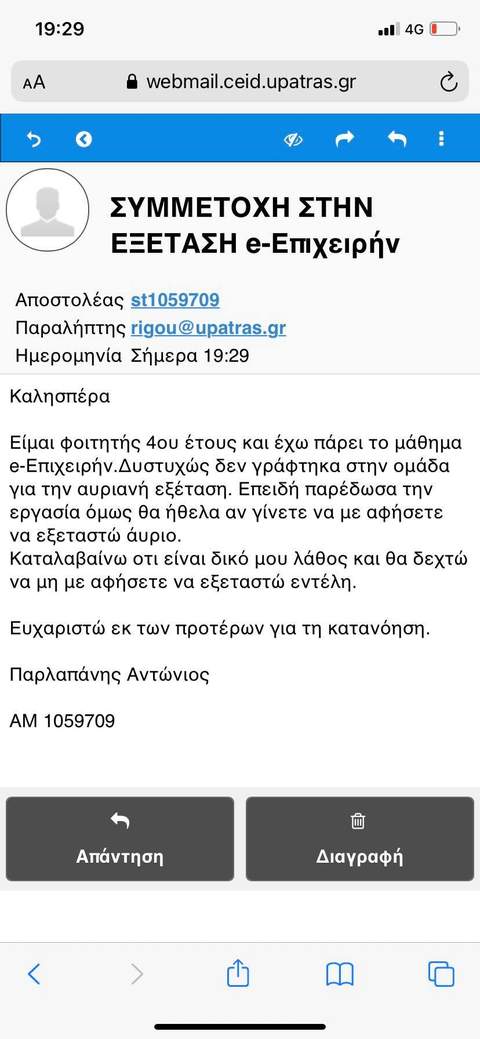 19:29
4G
AA
webmail.ceid.upatras.gr
ΣΥΜΜΕΤΟΧΗ ΣΤΗΝ
ΕΞΕΤΑΣΗ e-Επιχειρήν
Αποστολέας st1059709
Παραλήπτης rigou@upatras.gr
Ημερομηνία Σήμερα 19:29
Καλησπέρα
Είμαι φοιτητής 4ου έτους και έχω πάρει το μάθημα
e-Επιχειρήν.Δυστυχώς δεν γράφτηκα στην ομάδα
για την αυριανή εξέταση. Επειδή παρέδωσα την
εργασία όμως θα ήθελα αν γίνετε να με αφήσετε
να εξεταστώ άυριο.
Καταλαβαίνω οτι είναι δικό μου λάθος και θα δεχτώ
να μη με αφήσετε να εξεταστώ εντέλη.
Ευχαριστώ εκ των προτέρων για τη κατανόηση.
Παρλαπάνης Αντώνιος
ΑΜ 1059709
Απάντηση
Διαγραφή